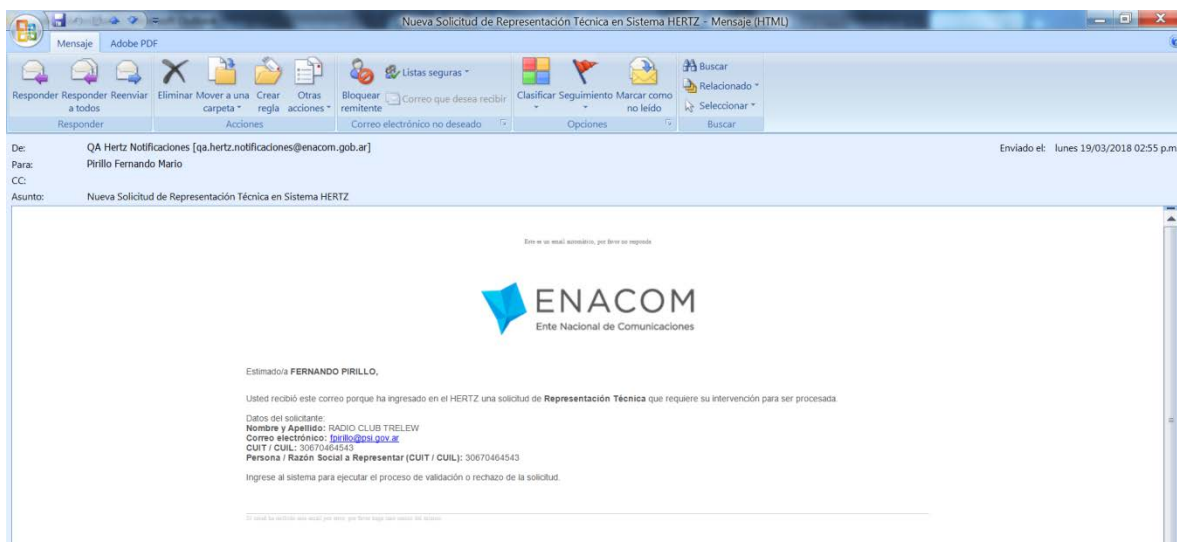 Nueva Solicitud de Representación Técnica en Sistema HERTZ - Mensaje (HTML)
Mensaje Adobe PDF
Responder Responder a todos Reenviar
Eliminar Mover a una carpeta Crear regla Otras acciones
Bloquear remitente Listas seguras Correo que desea recibir
Clasificar Seguimiento Marcar como no leído
Buscar Relacionado Seleccionar
Responder Acciones Correo electrónico no deseado Opciones Buscar
De: QA Hertz Notificaciones [qa.hertz.notificaciones@enacom.gob.ar] Enviado el: lunes 19/03/2018 02:55 p.m
Para: Pirillo Fernando Mario
CC:
Asunto: Nueva Solicitud de Representación Técnica en Sistema HERTZ
Este es un email automático, por favor no responda
ENACOM
Ente Nacional de Comunicaciones
Estimado/a FERNANDO PIRILLO,
Usted recibió este correo porque ha ingresado en el HERTZ una solicitud de Representación Técnica que requiere su intervención para ser procesada.
Datos del solicitante:
Nombre y Apellido: RADIO CLUB TRELEW
Correo electrónico: fpirillo@psi.gov.ar
CUIT / CUIL: 30670464543
Persona / Razón Social a Representar (CUIT / CUIL): 30670464543
Ingrese al sistema para ejecutar el proceso de validación o rechazo de la solicitud.